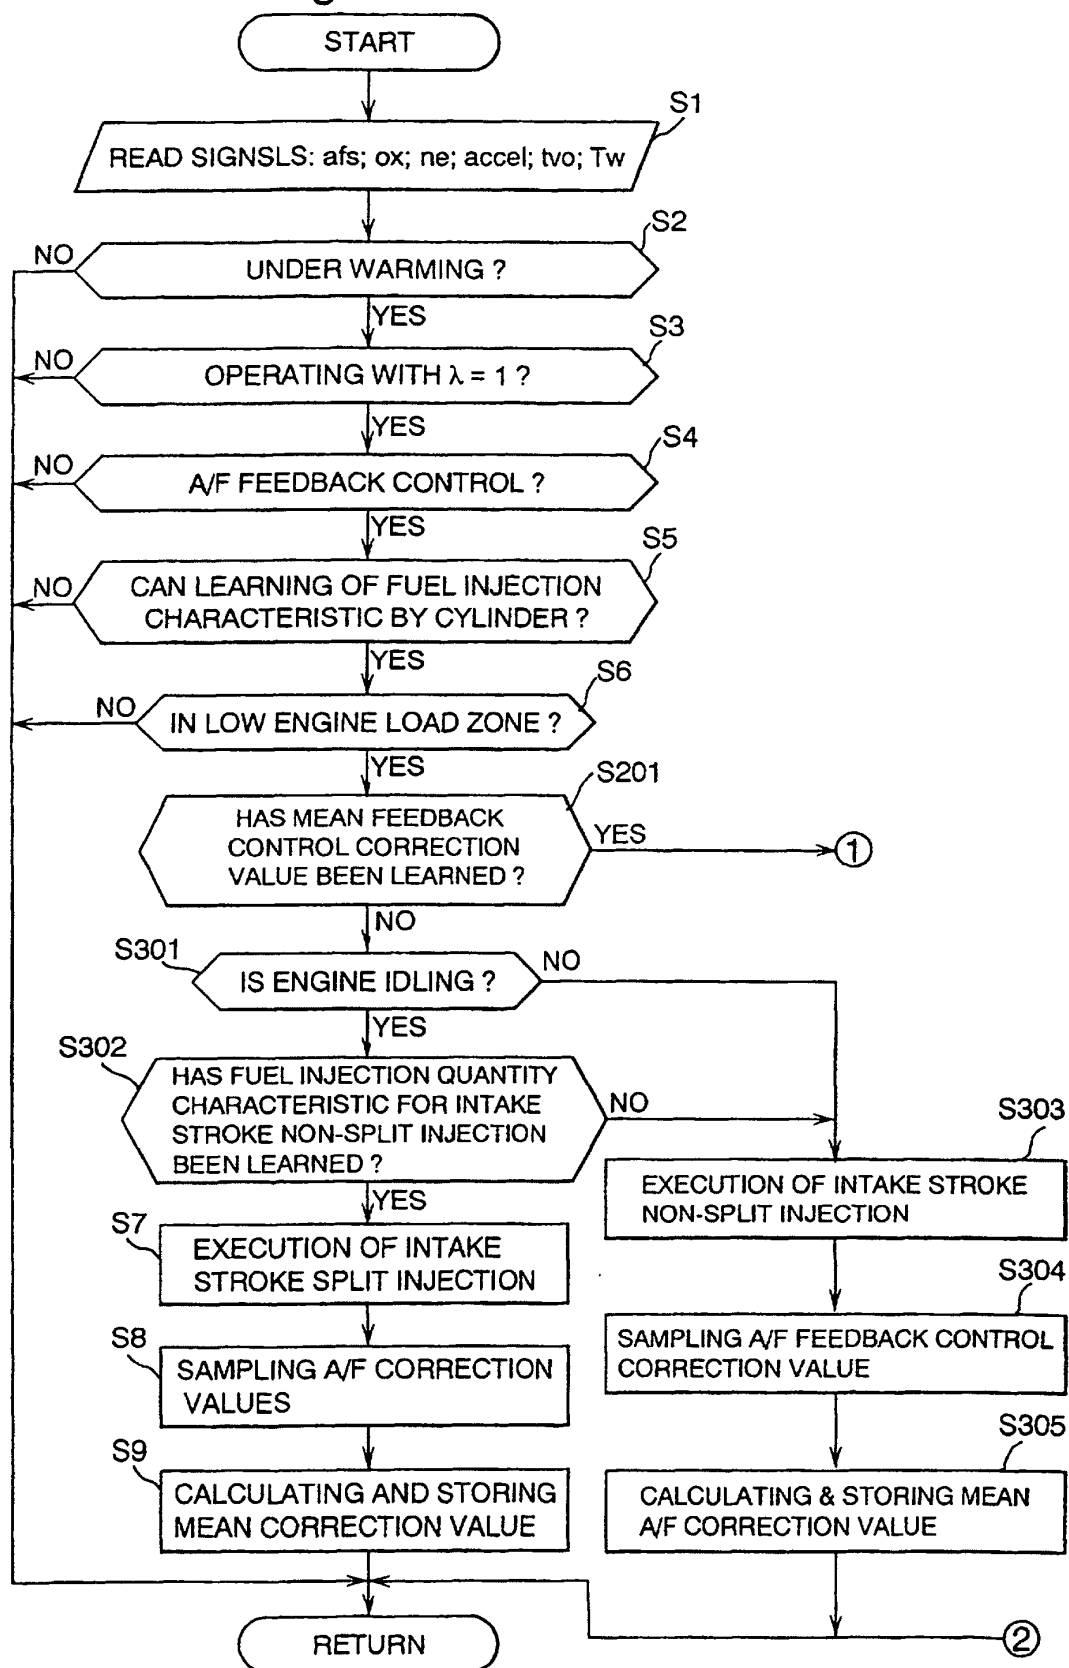 START
S1
READ SIGNSLS: afs; ox; ne; accel; tvo; Tw
S2
NO
UNDER WARMING ?
YES
S3
NO
OPERATING WITH λ = 1 ?
YES
S4
NO
A/F FEEDBACK CONTROL ?
YES
S5
NO
CAN LEARNING OF FUEL INJECTION
CHARACTERISTIC BY CYLINDER ?
YES
S6
NO
IN LOW ENGINE LOAD ZONE ?
YES
S201
HAS MEAN FEEDBACK
CONTROL CORRECTION
VALUE BEEN LEARNED ?
YES
1
NO
S301
IS ENGINE IDLING ?
NO
YES
S302
HAS FUEL INJECTION QUANTITY
CHARACTERISTIC FOR INTAKE
STROKE NON-SPLIT INJECTION
BEEN LEARNED ?
NO
YES
S303
EXECUTION OF INTAKE STROKE
NON-SPLIT INJECTION
S7
EXECUTION OF INTAKE
STROKE SPLIT INJECTION
S304
SAMPLING A/F FEEDBACK CONTROL
CORRECTION VALUE
S8
SAMPLING A/F CORRECTION
VALUES
S305
CALCULATING & STORING MEAN
A/F CORRECTION VALUE
S9
CALCULATING AND STORING
MEAN CORRECTION VALUE
RETURN
2